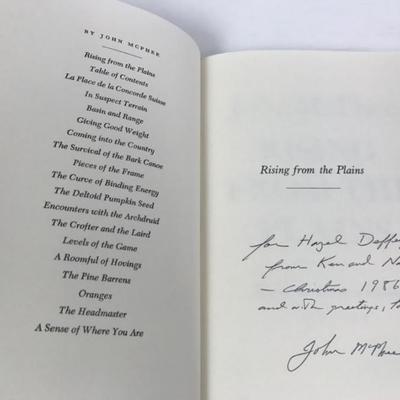 BY JOHN MCPHEE
Rising from the Plains
Table of Contents
La Place de la Concorde Suisse
In Suspect Terrain
Basin and Range
Giving Good Weight
Coming into the Country
The Survival of the Bark Canoe
Pieces of the Frame
The Curve of Binding Energy
The Deltoid Pumpkin Seed
Encounters with the Archdruid
The Crofter and the Laird
Levels of the Game
A Roomful of Hovings
The Pine Barrens
Oranges
The Headmaster
A Sense of Where You Are
Rising from the Plains
for Hazel Deffe
from Ken and
— Christmas 1986
and with greetings,
John McPhe